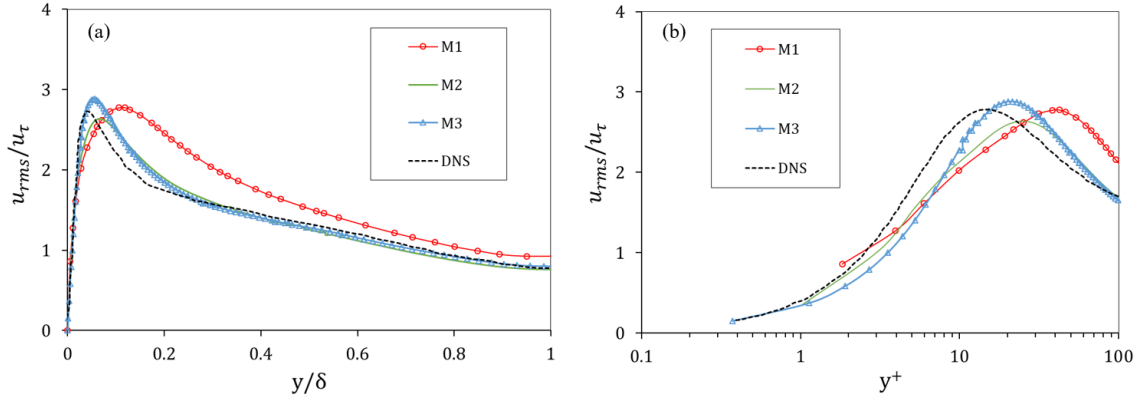 (a)
4
3
2
1
0
u_rms/u_τ
M1
M2
M3
DNS
0 0.2 0.4 0.6 0.8 1
y/δ
(b)
4
3
2
1
0
u_rms/u_τ
M1
M2
M3
DNS
0.1 1 10 100
y⁺